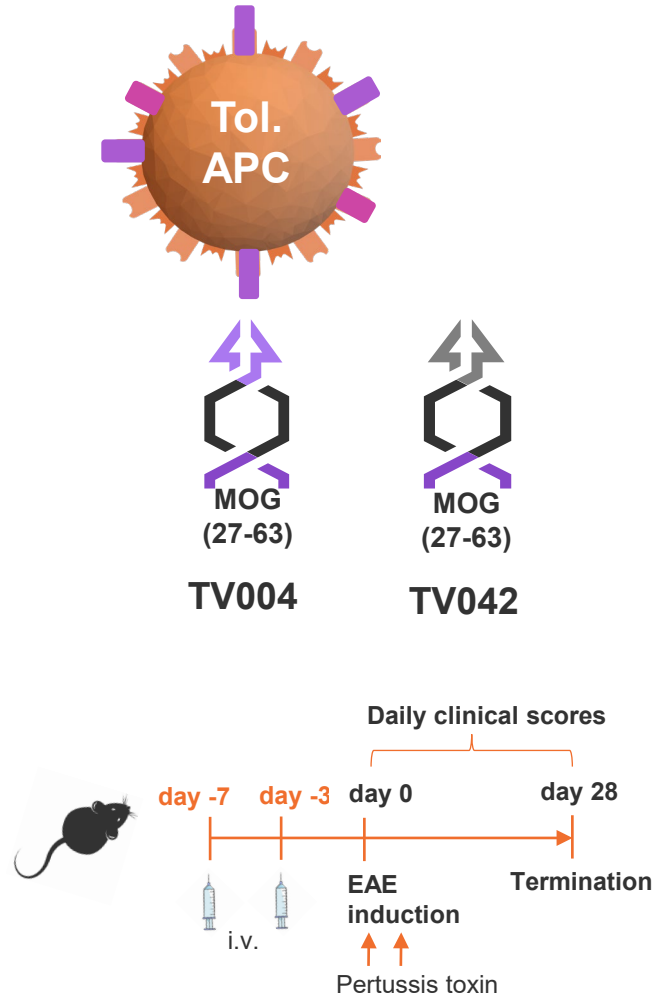 Tol.
APC
MOG
(27-63)
TV004
MOG
(27-63)
TV042
Daily clinical scores
day -7
day -3
day 0
day 28
i.v.
EAE
induction
Termination
Pertussis toxin